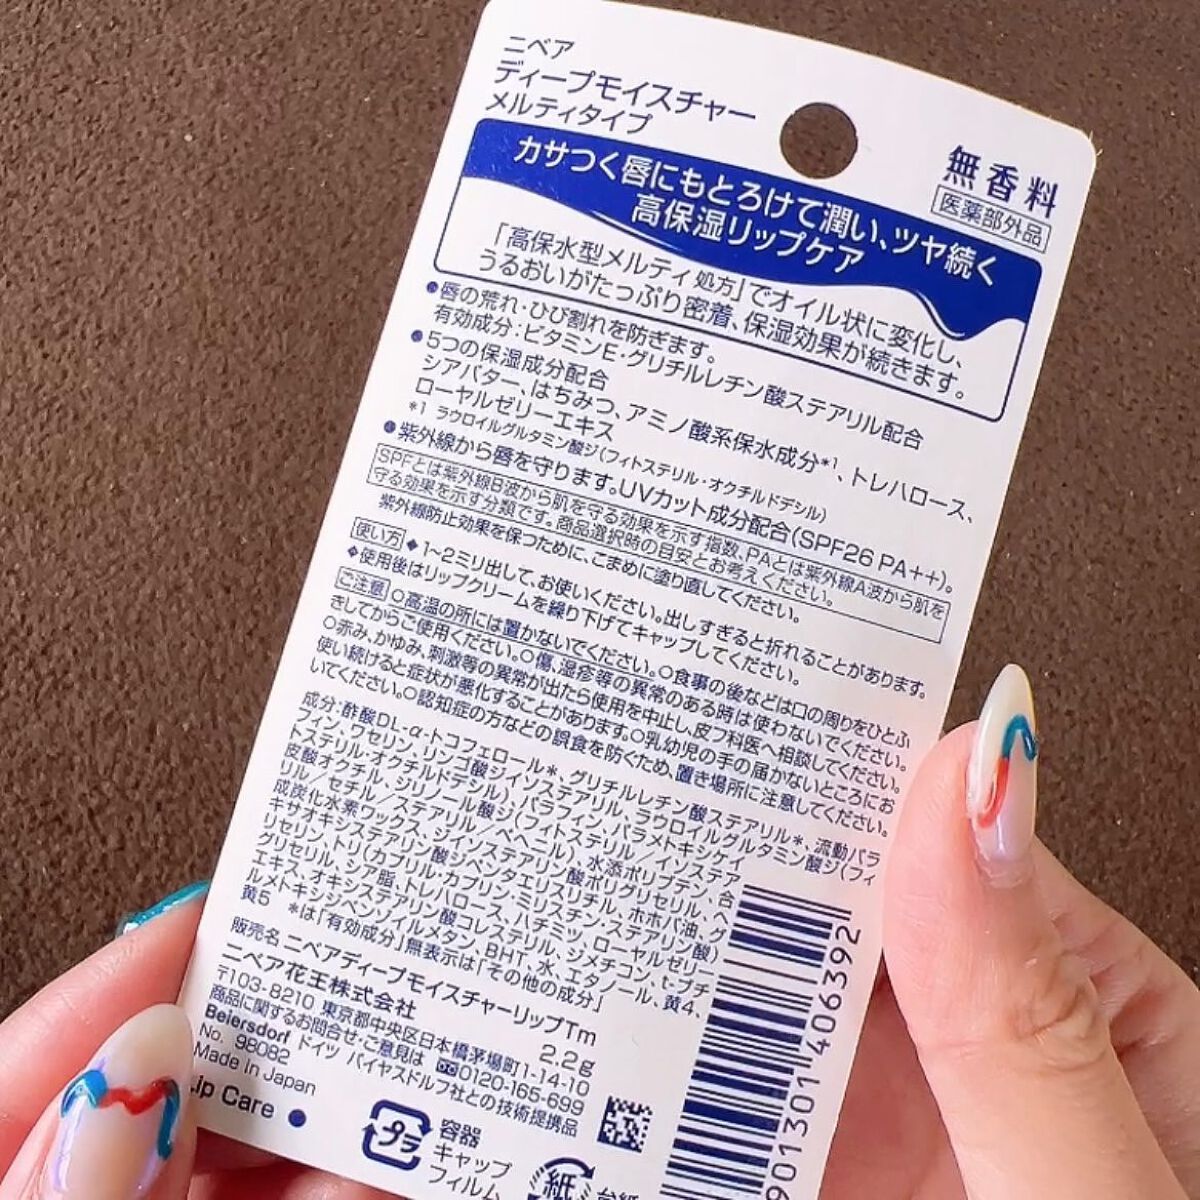 ニベア
ディープモイスチャー
メルティタイプ
無香料
医薬部外品
カサつく唇にもとろけて潤い、ツヤ続く
高保湿リップケア
「高保水型メルティ処方」でオイル状に変化し、
うるおいがたっぷり密着、保湿効果が続きます。
●唇の荒れ・ひび割れを防ぎます。
有効成分：ビタミンE・グリチルレチン酸ステアリル配合
●5つの保湿成分配合
シアバター、はちみつ、アミノ酸系保水成分*1、トレハロース、
ローヤルゼリーエキス
*1 ラウロイルグルタミン酸ジ(フィトステリル・オクチルドデシル)
●紫外線から唇を守ります。UVカット成分配合(SPF26 PA++)。
SPFとは紫外線B波から肌を守る効果を示す指数、PAとは紫外線A波から肌を
守る効果を示す分類です。商品選択時の目安とお考えください。
紫外線防止効果を保つために、こまめに塗り直してください。
使い方 ◆1~2ミリ出して、お使いください。出しすぎると折れることがあります。
◆使用後はリップクリームを繰り下げてキャップしてください。
ご注意 ○高温の所には置かないでください。○食事の後などは口の周りをひとふ
きしてからご使用ください。○傷、湿疹等の異常のある時は使わないでください。
○赤み、かゆみ、刺激等の異常が出たら使用を中止し、皮フ科医へ相談してください。
使い続けると症状が悪化することがあります。○乳幼児の手の届かないところにお
いてください。○認知症の方などの誤食を防ぐため、置き場所に注意してください。
成分：酢酸DL-α-トコフェロール*、グリチルレチン酸ステアリル*、流動パラ
フィン、ワセリン、リンゴ酸ジイソステアリル、ラウロイルグルタミン酸ジ(フィ
トステリル・オクチルドデシル)、パラフィン、パラメトキシケイ
皮酸オクチル、ジリノール酸ジ(フィトステリル/イソステア
リル/セチル/ステアリル/ベヘニル)、水添ポリブテン、合
成炭化水素ワックス、ジイソステアリン酸ポリグリセリル、ヘ
キサオキシステアリン酸ジペンタエリスリチル、ホホバ油、グ
リセリン、トリ(カプリル・カプリン・ミリスチン・ステアリン酸)
グリセリル、シア脂、トレハロース、ハチミツ、ローヤルゼリー
エキス、オキシステアリン酸コレステリル、ジメチコン、t-ブチ
ルメトキシジベンゾイルメタン、BHT、水、エタノール、黄4、
黄5 *は「有効成分」無表示は「その他の成分」
販売名 ニベアディープモイスチャーリップTm
ニベア花王株式会社 2.2g
〒103-8210 東京都中央区日本橋茅場町1-14-10
商品に関するお問合せ・ご意見は 0120-165-699
Beiersdorf ドイツ バイヤスドルフ社との技術提携品
No. 98082
Made in Japan
Lip Care ●
プラ
容器
キャップ
フィルム
紙
台紙
4901301406392